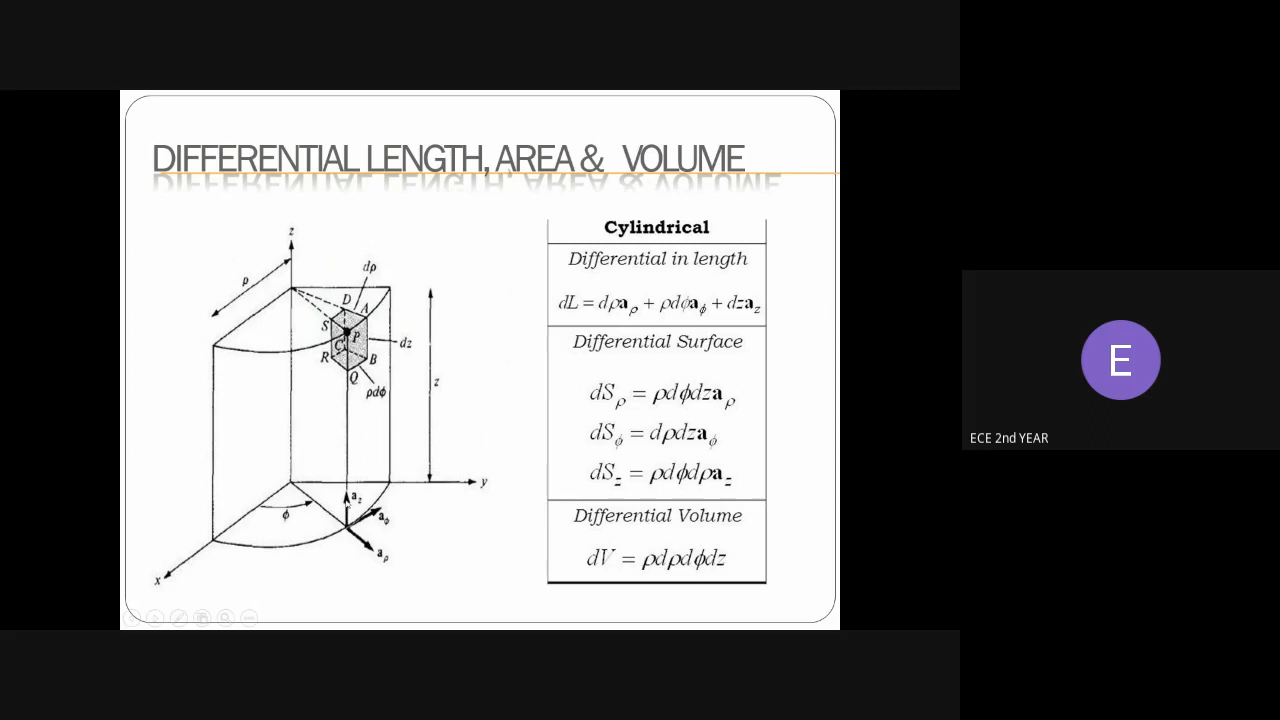 DIFFERENTIAL LENGTH, AREA & VOLUME
z
ρ
dρ
D
A
S
P
C
dz
R
B
Q
ρdϕ
z
y
a_z
ϕ
a_ϕ
a_ρ
x
Cylindrical
Differential in length
dL = dρa_ρ + ρdϕa_ϕ + dza_z
Differential Surface
dS_ρ = ρdϕdza_ρ
dS_ϕ = dρdza_ϕ
dS_z = ρdϕdρa_z
Differential Volume
dV = ρdρdϕdz
E
ECE 2nd YEAR